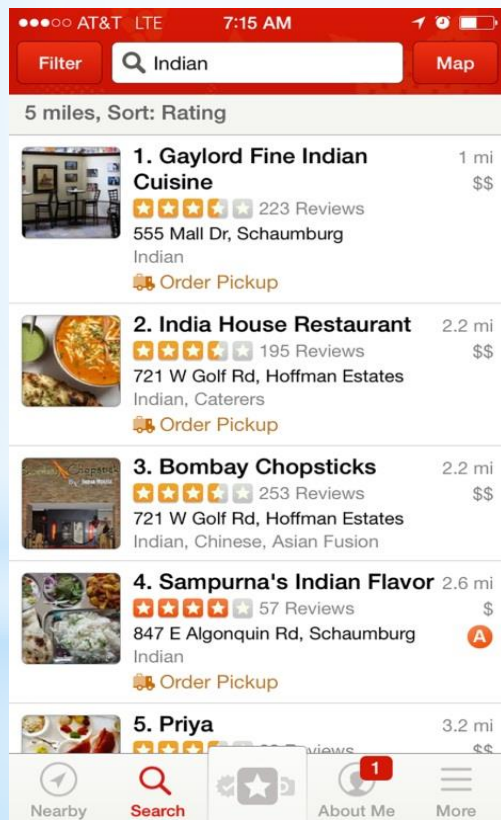 AT&T LTE 7:15 AM
Filter Indian Map
5 miles, Sort: Rating
1. Gaylord Fine Indian 1 mi
Cuisine $$
223 Reviews
555 Mall Dr, Schaumburg
Indian
Order Pickup
2. India House Restaurant 2.2 mi
195 Reviews $$
721 W Golf Rd, Hoffman Estates
Indian, Caterers
Order Pickup
Chopstick
3. Bombay Chopsticks 2.2 mi
253 Reviews $$
721 W Golf Rd, Hoffman Estates
Indian, Chinese, Asian Fusion
4. Sampurna's Indian Flavor 2.6 mi
57 Reviews $
847 E Algonquin Rd, Schaumburg A
Indian
Order Pickup
5. Priya 3.2 mi
$$
1
Nearby Search About Me More